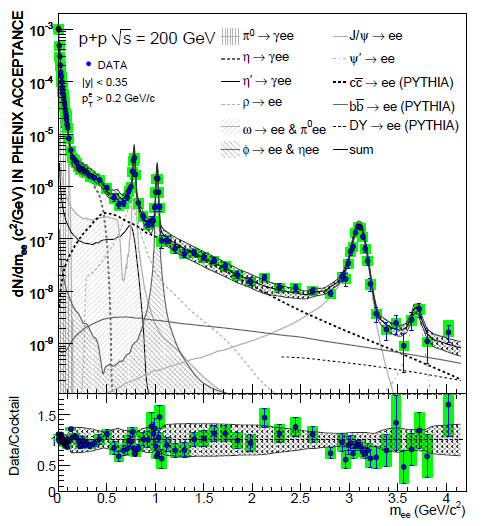 dN/dm_ee (c²/GeV) IN PHENIX ACCEPTANCE
10⁻²
10⁻³
10⁻⁴
10⁻⁵
10⁻⁶
10⁻⁷
10⁻⁸
10⁻⁹
p+p √s = 200 GeV
DATA
|y| < 0.35
p_T^e > 0.2 GeV/c
π⁰ → γee
η → γee
η' → γee
ρ → ee
ω → ee & π⁰ee
ϕ → ee & ηee
J/ψ → ee
ψ' → ee
cc̅ → ee (PYTHIA)
bb̅ → ee (PYTHIA)
DY → ee (PYTHIA)
sum
Data/Cocktail
1.5
1
0.5
0
0 0.5 1 1.5 2 2.5 3 3.5 4
m_ee (GeV/c²)